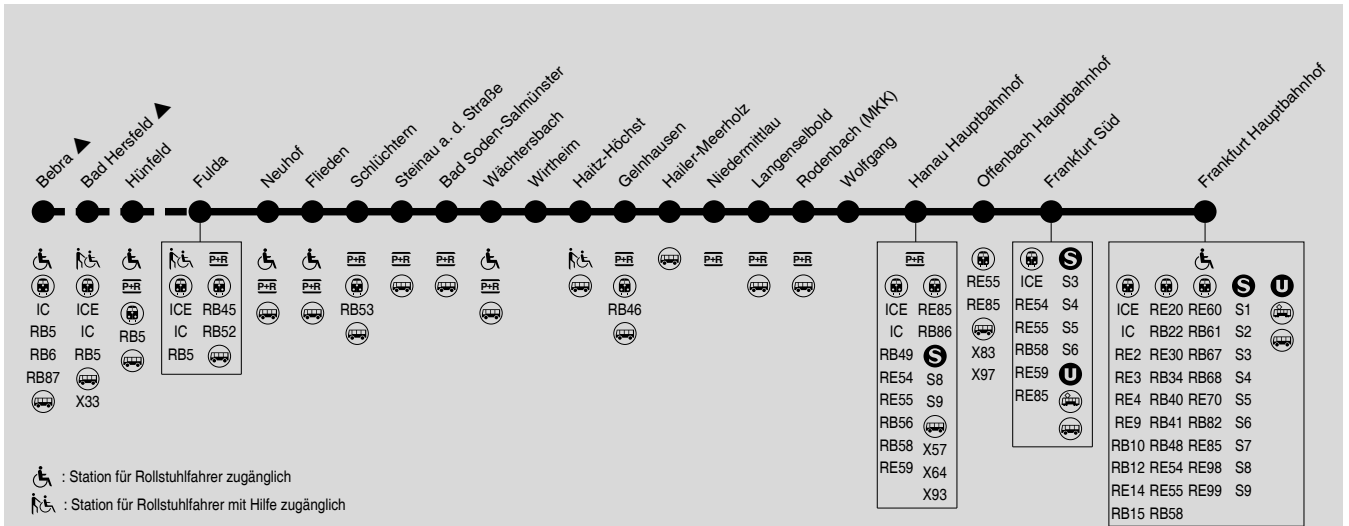 Bebra
Bad Hersfeld
Hünfeld
Fulda
Neuhof
Flieden
Schlüchtern
Steinau a. d. Straße
Bad Soden-Salmünster
Wächtersbach
Wirtheim
Haitz-Höchst
Gelnhausen
Hailer-Meerholz
Niedermittlau
Langenselbold
Rodenbach (MKK)
Wolfgang
Hanau Hauptbahnhof
Offenbach Hauptbahnhof
Frankfurt Süd
Frankfurt Hauptbahnhof
IC
RB5
RB6
RB87
ICE
IC
RB5
X33
P+R
RB5
P+R
ICE RB45
IC RB52
RB5
P+R
P+R
P+R
RB53
P+R
P+R
P+R
P+R
RB46
P+R
P+R
P+R
P+R
ICE RE85
IC RB86
RB49 S
RE54 S8
RE55 S9
RB56
RB58 X57
RE59 X64
X93
RE55
RE85
X83
X97
S
ICE S3
RE54 S4
RE55 S5
RB58 S6
RE59 U
RE85
S U
ICE RE20 RE60 S1
IC RB22 RB61 S2
RE2 RE30 RB67 S3
RE3 RB34 RB68 S4
RE4 RB40 RE70 S5
RE9 RB41 RB82 S6
RB10 RB48 RE85 S7
RB12 RE54 RE98 S8
RE14 RE55 RE99 S9
RB15 RB58
: Station für Rollstuhlfahrer zugänglich
: Station für Rollstuhlfahrer mit Hilfe zugänglich